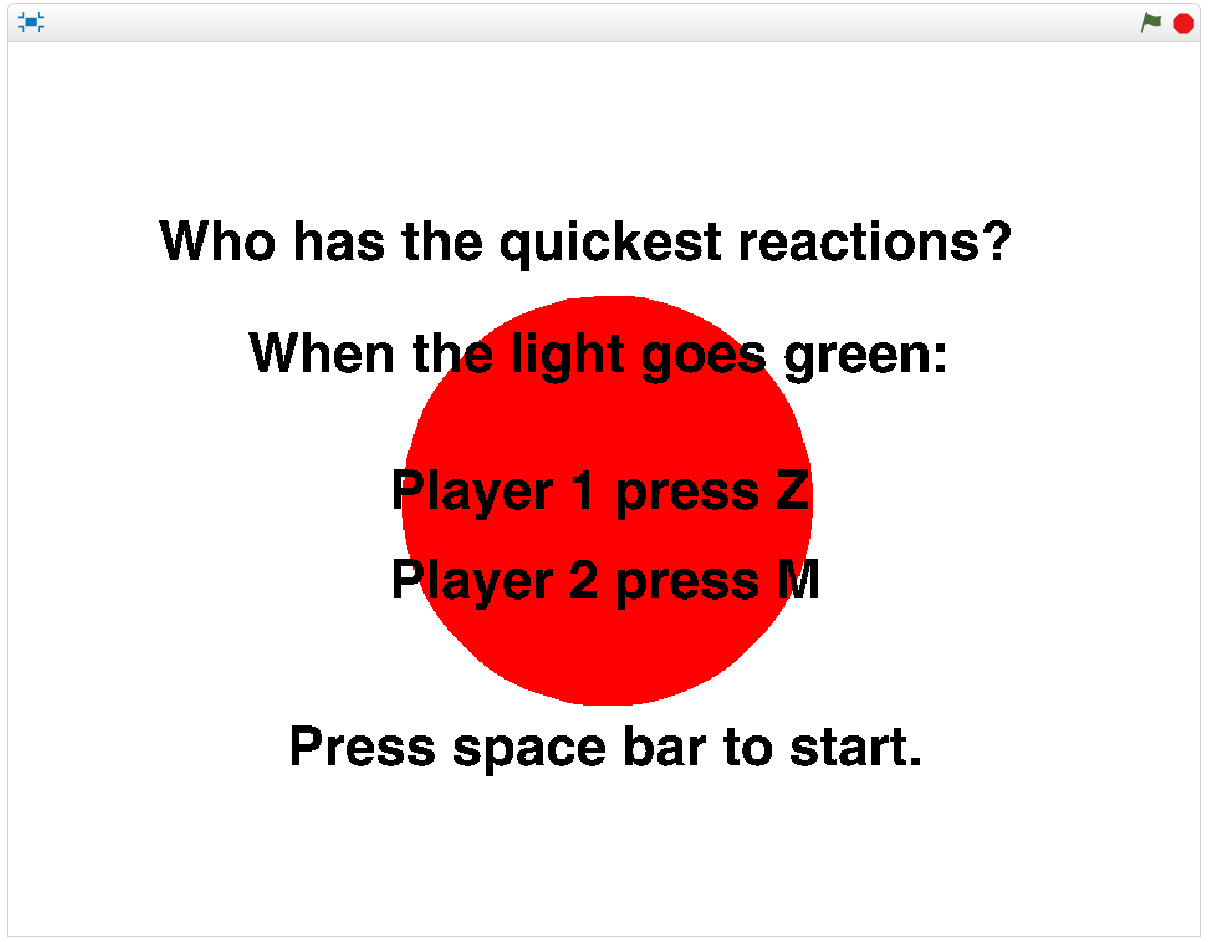 Who has the quickest reactions?
When the light goes green:
Player 1 press Z
Player 2 press M
Press space bar to start.